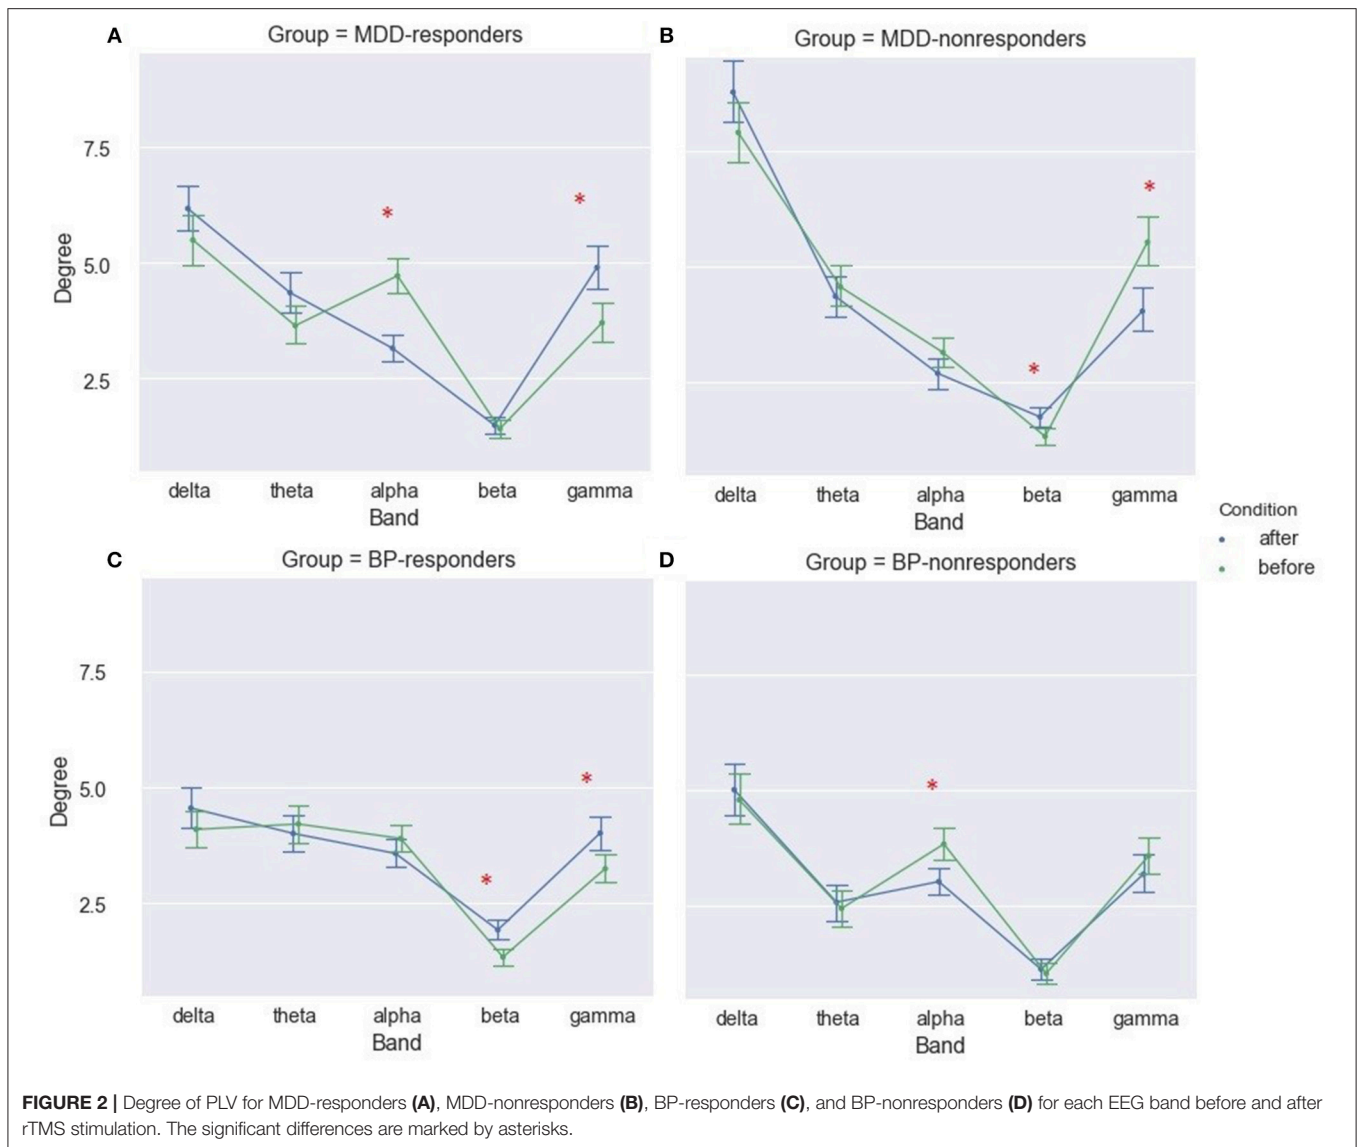 A Group = MDD-responders
7.5
5.0
2.5
Degree
* *
delta theta alpha beta gamma
Band
B Group = MDD-nonresponders
* *
delta theta alpha beta gamma
Band
Condition
after
before
C Group = BP-responders
7.5
5.0
2.5
Degree
* *
delta theta alpha beta gamma
Band
D Group = BP-nonresponders
*
delta theta alpha beta gamma
Band
FIGURE 2 | Degree of PLV for MDD-responders (A), MDD-nonresponders (B), BP-responders (C), and BP-nonresponders (D) for each EEG band before and after
rTMS stimulation. The significant differences are marked by asterisks.